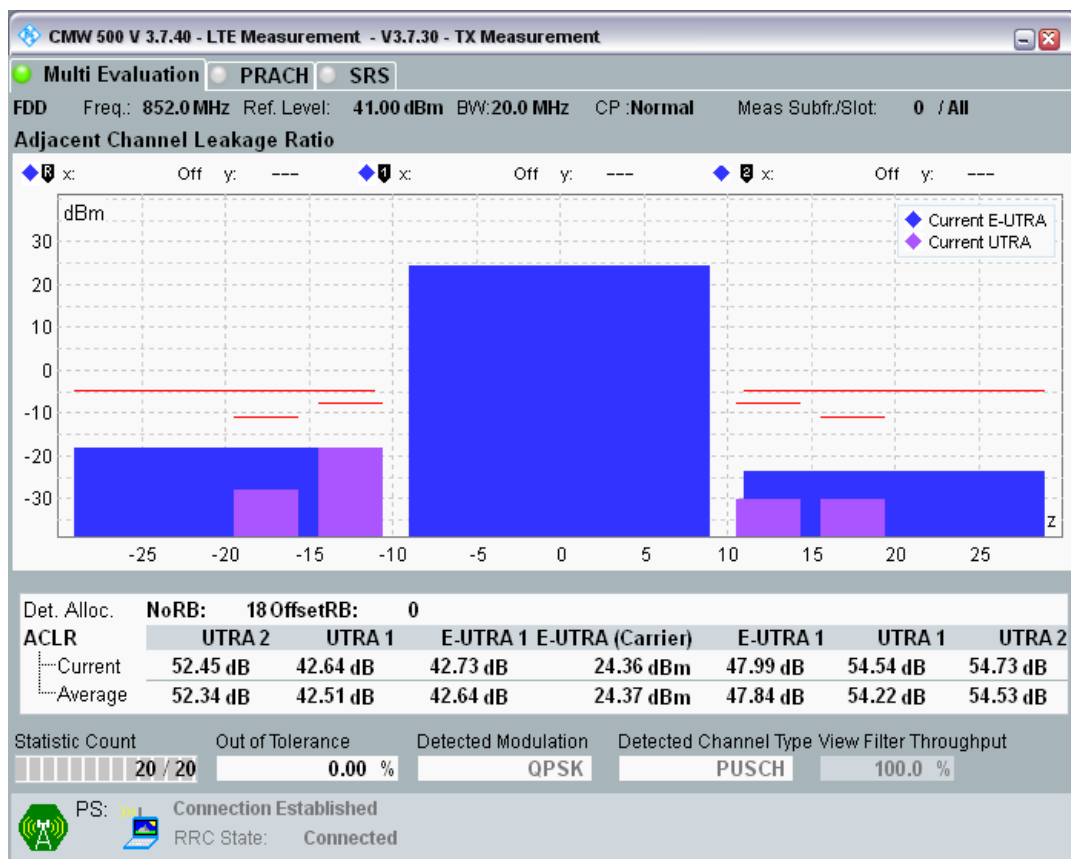 CMW 500 V 3.7.40 - LTE Measurement - V3.7.30 - TX Measurement
Multi Evaluation PRACH SRS
FDD Freq.: 852.0 MHz Ref. Level: 41.00 dBm BW:20.0 MHz CP :Normal Meas Subfr./Slot: 0 / All
Adjacent Channel Leakage Ratio
R x: Off y: --- 1 x: Off y: --- 2 x: Off y: ---
dBm
Current E-UTRA
Current UTRA
30
20
10
0
-10
-20
-30
z
-25 -20 -15 -10 -5 0 5 10 15 20 25
Det. Alloc. NoRB: 18 OffsetRB: 0
ACLR UTRA 2 UTRA 1 E-UTRA 1 E-UTRA (Carrier) E-UTRA 1 UTRA 1 UTRA 2
Current 52.45 dB 42.64 dB 42.73 dB 24.36 dBm 47.99 dB 54.54 dB 54.73 dB
Average 52.34 dB 42.51 dB 42.64 dB 24.37 dBm 47.84 dB 54.22 dB 54.53 dB
Statistic Count Out of Tolerance Detected Modulation Detected Channel Type View Filter Throughput
20 / 20 0.00 % QPSK PUSCH 100.0 %
PS: Connection Established
RRC State: Connected